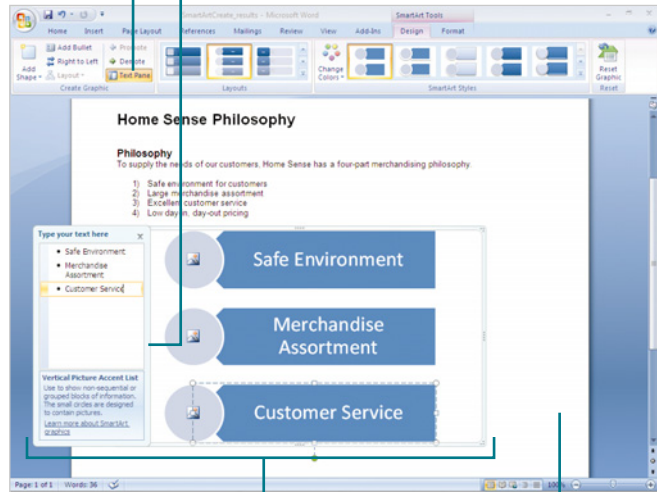 SmartArtCreate_results - Microsoft Word
SmartArt Tools
Home Insert Page Layout References Mailings Review View Add-Ins Design Format
Add Shape
Add Bullet
Right to Left
Layout
Promote
Demote
Text Pane
Create Graphic
Layouts
Change Colors
SmartArt Styles
Reset Graphic
Reset
Home Sense Philosophy
Philosophy
To supply the needs of our customers, Home Sense has a four-part merchandising philosophy.
1) Safe environment for customers
2) Large merchandise assortment
3) Excellent customer service
4) Low day-in, day-out pricing
Type your text here
• Safe Environment
• Merchandise
Assortment
• Customer Service
Vertical Picture Accent List
Use to show non-sequential or
grouped blocks of information.
The small circles are designed
to contain pictures.
Learn more about SmartArt
graphics
Safe Environment
Merchandise
Assortment
Customer Service
Page: 1 of 1 Words: 36
100%